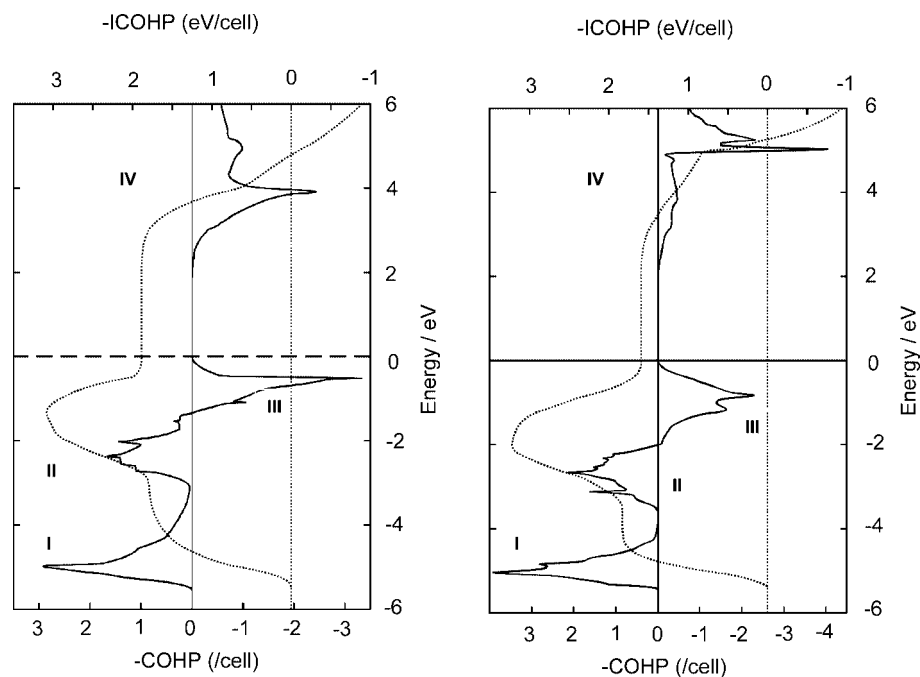 -ICOHP (eV/cell)
3 2 1 0 -1
6
4
2
0
-2
-4
-6
Energy / eV
IV
III
II
I
3 2 1 0 -1 -2 -3
-COHP (/cell)
-ICOHP (eV/cell)
3 2 1 0 -1
6
4
2
0
-2
-4
-6
Energy / eV
IV
III
II
I
3 2 1 0 -1 -2 -3 -4
-COHP (/cell)